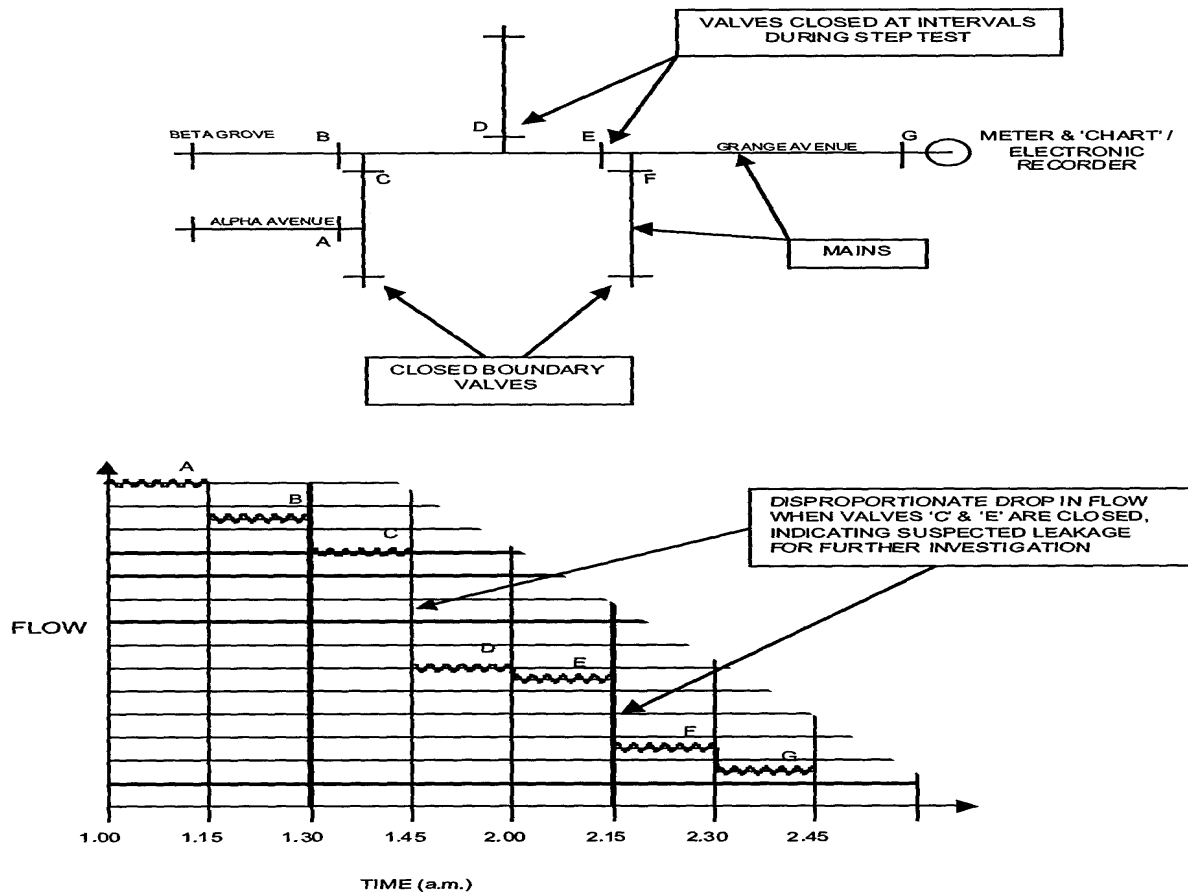 VALVES CLOSED AT INTERVALS
DURING STEP TEST
BETA GROVE
B
D
E
GRANGE AVENUE
G
METER & 'CHART' /
ELECTRONIC
RECORDER
C
F
ALPHA AVENUE
A
MAINS
CLOSED BOUNDARY
VALVES
A
B
C
DISPROPORTIONATE DROP IN FLOW
WHEN VALVES 'C' & 'E' ARE CLOSED,
INDICATING SUSPECTED LEAKAGE
FOR FURTHER INVESTIGATION
FLOW
D
E
F
G
1.00 1.15 1.30 1.45 2.00 2.15 2.30 2.45
TIME (a.m.)